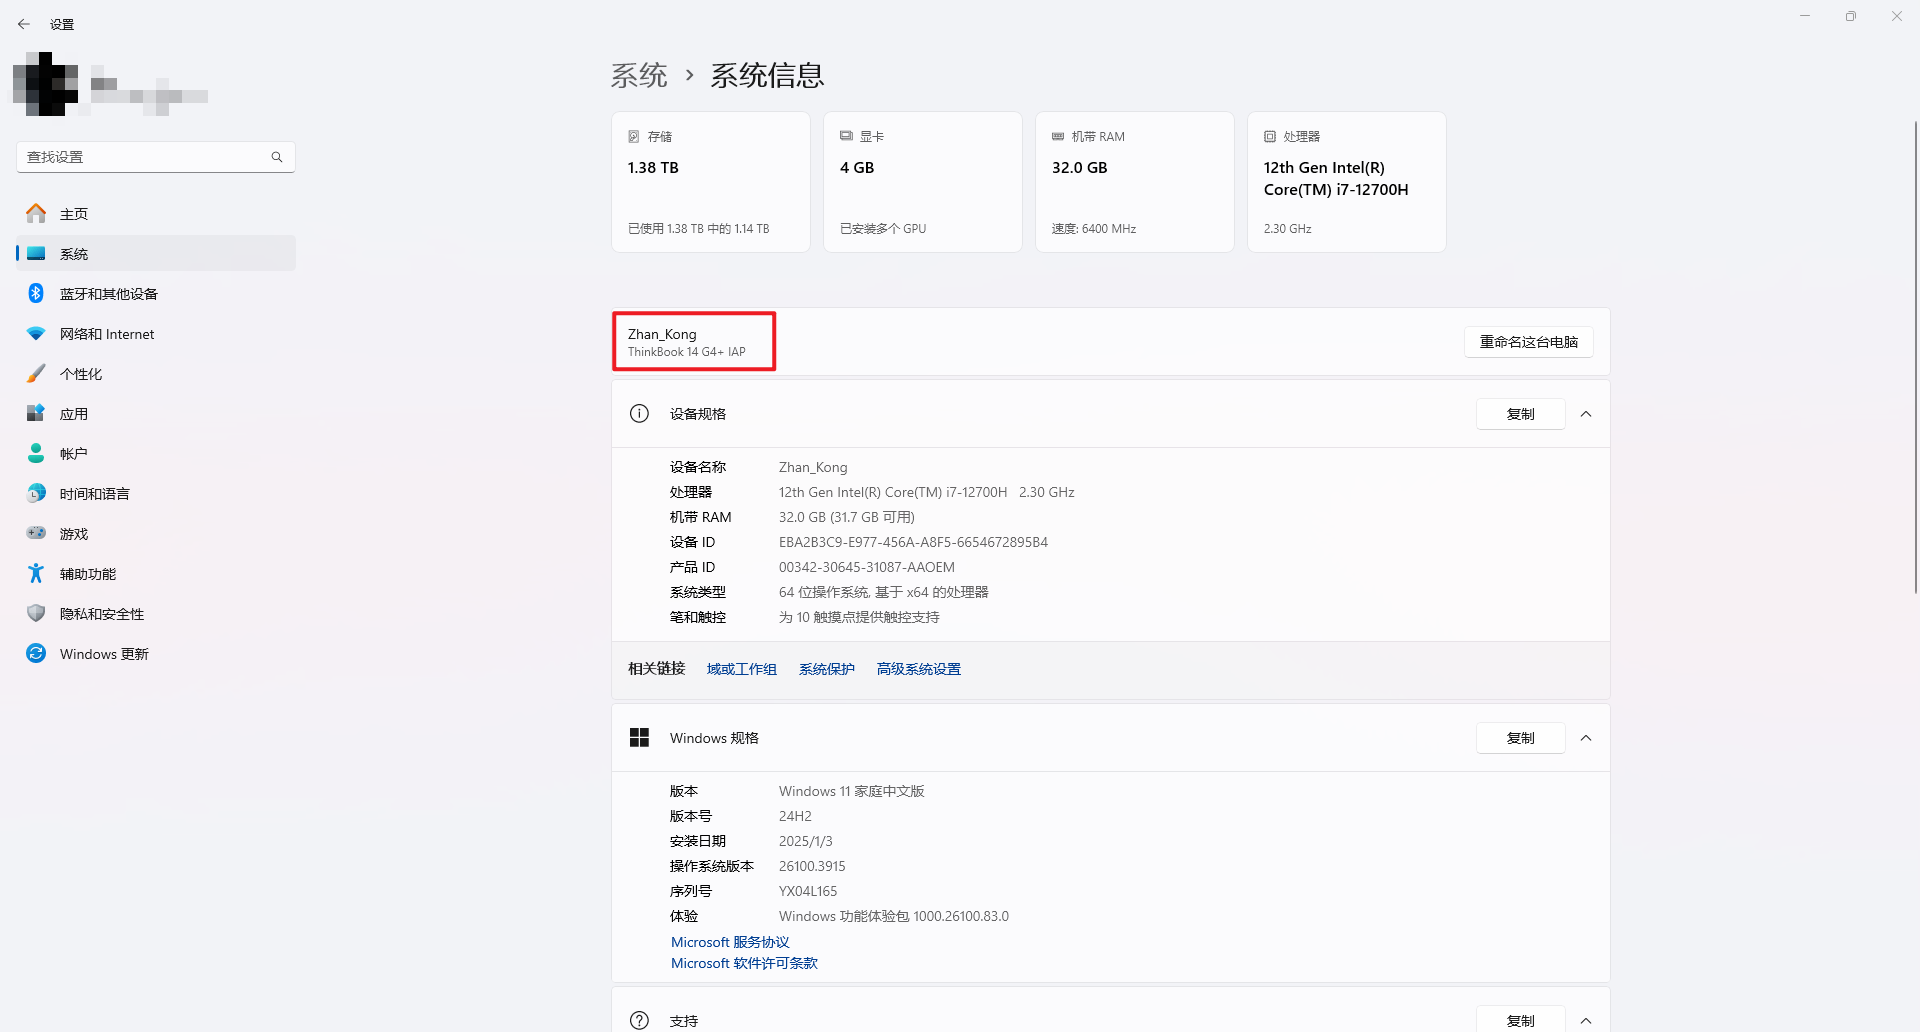 设置
查找设置
主页
系统
蓝牙和其他设备
网络和 Internet
个性化
应用
帐户
时间和语言
游戏
辅助功能
隐私和安全性
Windows 更新
系统 › 系统信息
存储
1.38 TB
已使用 1.38 TB 中的 1.14 TB
显卡
4 GB
已安装多个 GPU
机带 RAM
32.0 GB
速度: 6400 MHz
处理器
12th Gen Intel(R)
Core(TM) i7-12700H
2.30 GHz
Zhan_Kong
ThinkBook 14 G4+ IAP
重命名这台电脑
设备规格
复制
设备名称 Zhan_Kong
处理器 12th Gen Intel(R) Core(TM) i7-12700H 2.30 GHz
机带 RAM 32.0 GB (31.7 GB 可用)
设备 ID EBA2B3C9-E977-456A-A8F5-6654672895B4
产品 ID 00342-30645-31087-AAOEM
系统类型 64 位操作系统, 基于 x64 的处理器
笔和触控 为 10 触摸点提供触控支持
相关链接 域或工作组 系统保护 高级系统设置
Windows 规格
复制
版本 Windows 11 家庭中文版
版本号 24H2
安装日期 2025/1/3
操作系统版本 26100.3915
序列号 YX04L165
体验 Windows 功能体验包 1000.26100.83.0
Microsoft 服务协议
Microsoft 软件许可条款
支持
复制